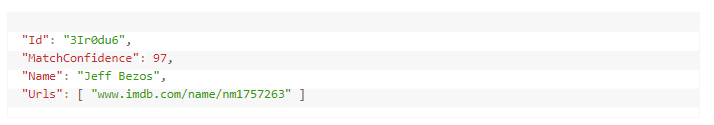 "Id": "3Ir0du6",
"MatchConfidence": 97,
"Name": "Jeff Bezos",
"Urls": [ "www.imdb.com/name/nm1757263" ]